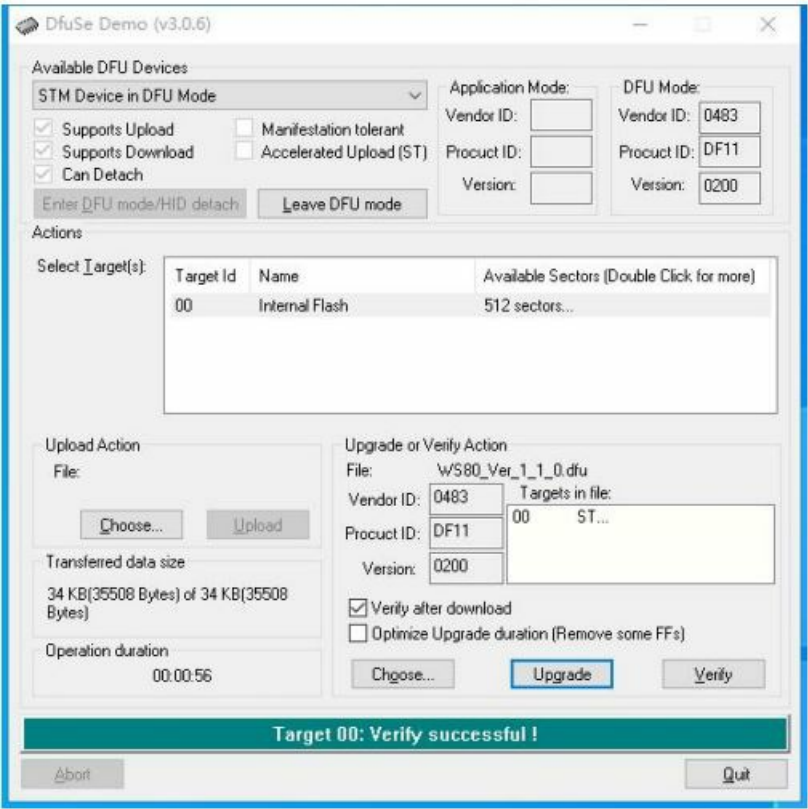 DfuSe Demo (v3.0.6)
Available DFU Devices
STM Device in DFU Mode
Supports Upload
Manifestation tolerant
Supports Download
Accelerated Upload (ST)
Can Detach
Enter DFU mode/HID detach
Leave DFU mode
Application Mode:
Vendor ID:
Procuct ID:
Version:
DFU Mode:
Vendor ID: 0483
Procuct ID: DF11
Version: 0200
Actions
Select Target(s):
Target Id Name Available Sectors (Double Click for more)
00 Internal Flash 512 sectors...
Upload Action
File:
Choose...
Upload
Transferred data size
34 KB(35508 Bytes) of 34 KB(35508
Bytes)
Operation duration
00:00:56
Upgrade or Verify Action
File: WS80_Ver_1_1_0.dfu
Vendor ID: 0483
Procuct ID: DF11
Version: 0200
Targets in file:
00 ST...
Verify after download
Optimize Upgrade duration (Remove some FFs)
Choose...
Upgrade
Verify
Target 00: Verify successful !
Abort
Quit